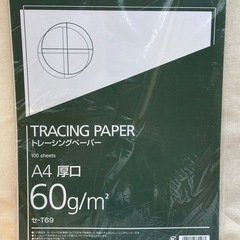 TRACING PAPER
トレーシングペーパー
100 sheets
A4 厚口
60g/m²
セ-T69